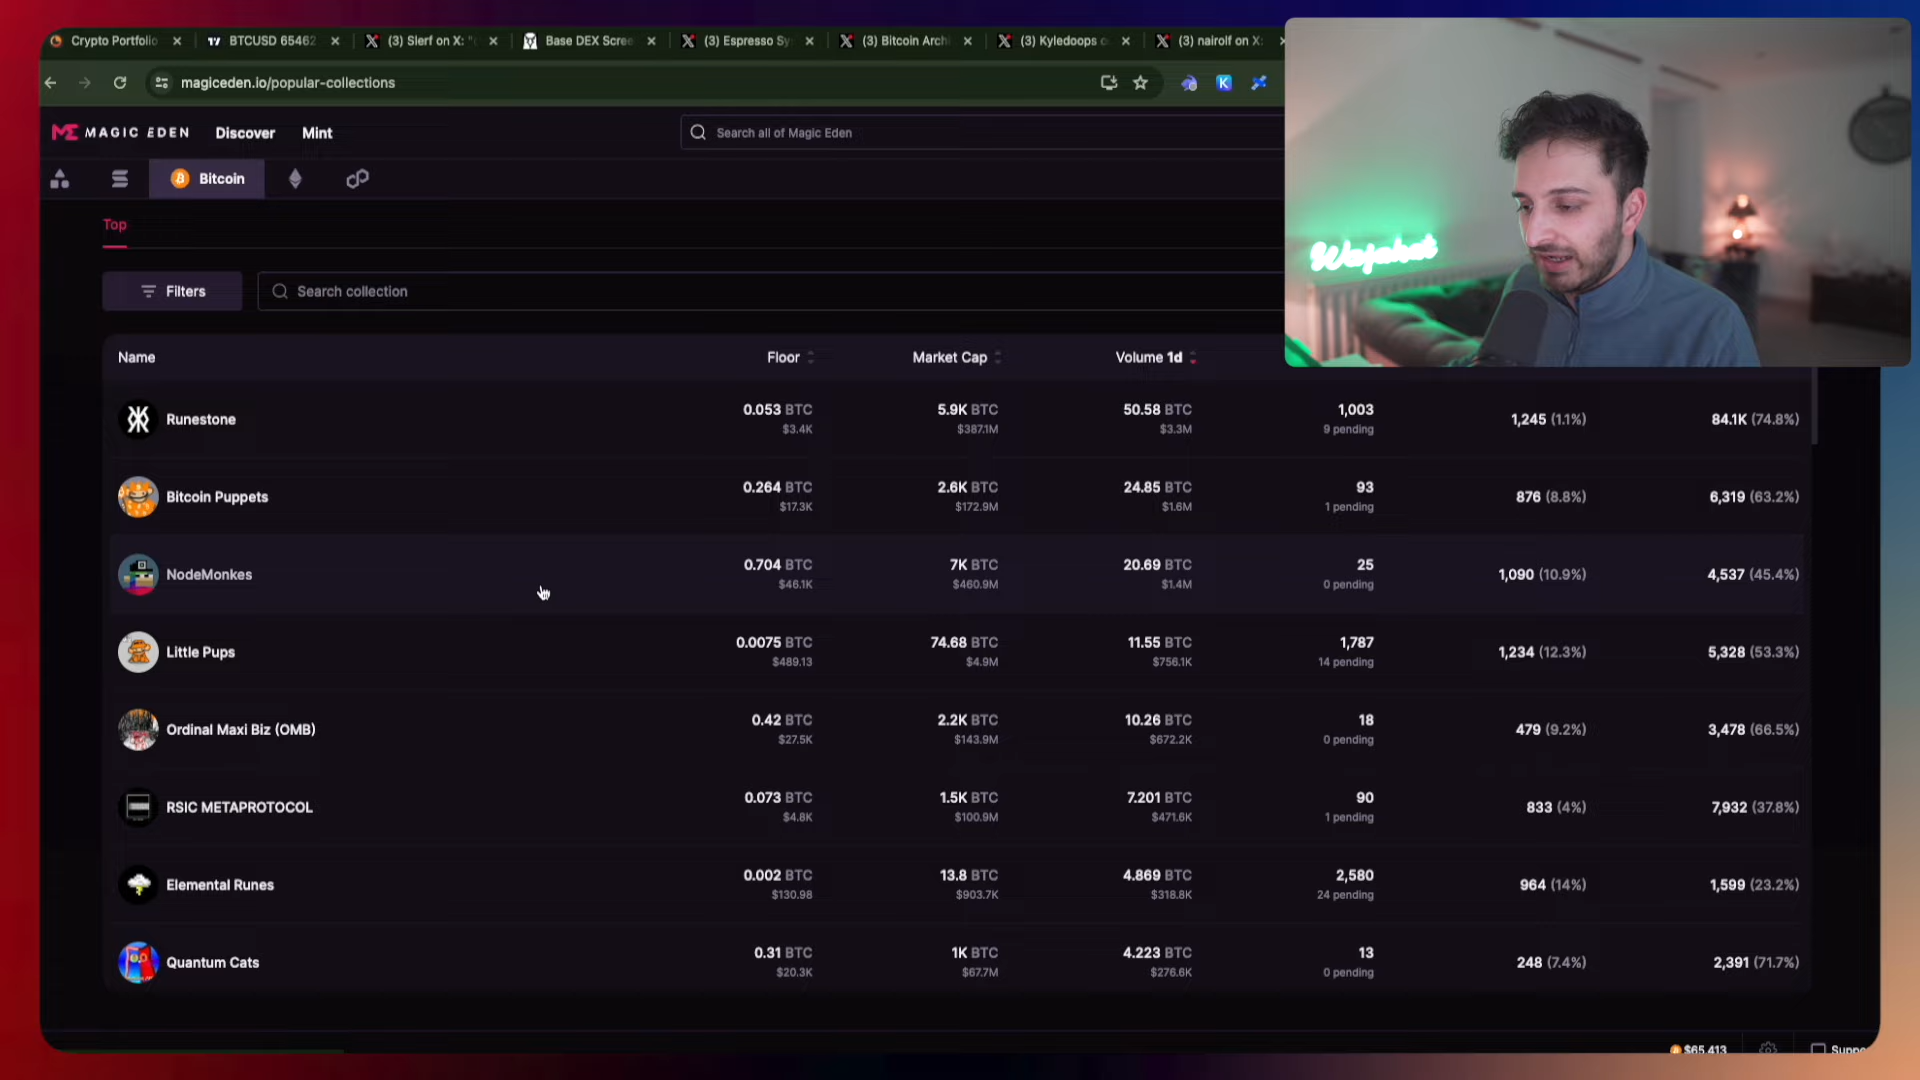 Crypto Portfolio
BTCUSD 65462
(3) Slerf on X: "
Base DEX Scree
(3) Espresso Sy
(3) Bitcoin Archi
(3) Kyledoops o
(3) nairolf on X:
magiceden.io/popular-collections
K
ME MAGIC EDEN
Discover
Mint
Search all of Magic Eden
Bitcoin
Wajahat
Top
Filters
Search collection
Name
Floor
Market Cap
Volume 1d
Runestone
0.053 BTC
$3.4K
5.9K BTC
$387.1M
50.58 BTC
$3.3M
1,003
9 pending
1,245 (1.1%)
84.1K (74.8%)
Bitcoin Puppets
0.264 BTC
$17.3K
2.6K BTC
$172.9M
24.85 BTC
$1.6M
93
1 pending
876 (8.8%)
6,319 (63.2%)
NodeMonkes
0.704 BTC
$46.1K
7K BTC
$460.9M
20.69 BTC
$1.4M
25
0 pending
1,090 (10.9%)
4,537 (45.4%)
Little Pups
0.0075 BTC
$489.13
74.68 BTC
$4.9M
11.55 BTC
$756.1K
1,787
14 pending
1,234 (12.3%)
5,328 (53.3%)
Ordinal Maxi Biz (OMB)
0.42 BTC
$27.5K
2.2K BTC
$143.9M
10.26 BTC
$672.2K
18
0 pending
479 (9.2%)
3,478 (66.5%)
RSIC METAPROTOCOL
0.073 BTC
$4.8K
1.5K BTC
$100.9M
7.201 BTC
$471.6K
90
1 pending
833 (4%)
7,932 (37.8%)
Elemental Runes
0.002 BTC
$130.98
13.8 BTC
$903.7K
4.869 BTC
$318.8K
2,580
24 pending
964 (14%)
1,599 (23.2%)
Quantum Cats
0.31 BTC
$20.3K
1K BTC
$67.7M
4.223 BTC
$276.6K
13
0 pending
248 (7.4%)
2,391 (71.7%)
$65,413
Suppo